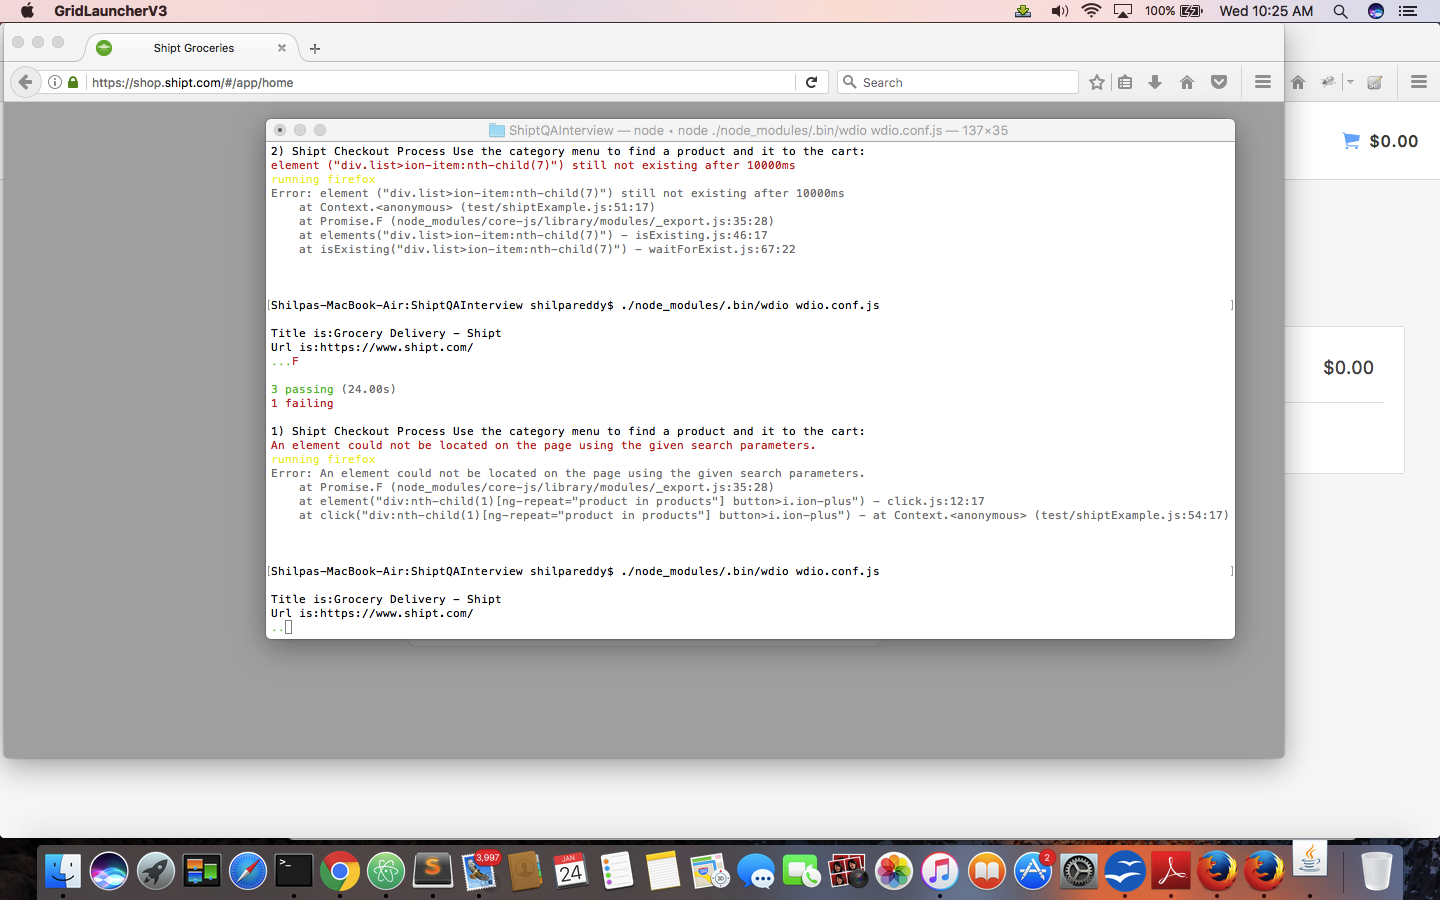 GridLauncherV3
100%
Wed 10:25 AM
Shipt Groceries
https://shop.shipt.com/#/app/home
Search
ShiptQAInterview — node ◂ node ./node_modules/.bin/wdio wdio.conf.js — 137×35
$0.00
2) Shipt Checkout Process Use the category menu to find a product and it to the cart:
element ("div.list>ion-item:nth-child(7)") still not existing after 10000ms
running firefox
Error: element ("div.list>ion-item:nth-child(7)") still not existing after 10000ms
at Context.<anonymous> (test/shiptExample.js:51:17)
at Promise.F (node_modules/core-js/library/modules/_export.js:35:28)
at elements("div.list>ion-item:nth-child(7)") - isExisting.js:46:17
at isExisting("div.list>ion-item:nth-child(7)") - waitForExist.js:67:22
[Shilpas-MacBook-Air:ShiptQAInterview shilpareddy$ ./node_modules/.bin/wdio wdio.conf.js ]
Title is:Grocery Delivery - Shipt
Url is:https://www.shipt.com/
...F
$0.00
3 passing (24.00s)
1 failing
1) Shipt Checkout Process Use the category menu to find a product and it to the cart:
An element could not be located on the page using the given search parameters.
running firefox
Error: An element could not be located on the page using the given search parameters.
at Promise.F (node_modules/core-js/library/modules/_export.js:35:28)
at element("div:nth-child(1)[ng-repeat="product in products"] button>i.ion-plus") - click.js:12:17
at click("div:nth-child(1)[ng-repeat="product in products"] button>i.ion-plus") - at Context.<anonymous> (test/shiptExample.js:54:17)
[Shilpas-MacBook-Air:ShiptQAInterview shilpareddy$ ./node_modules/.bin/wdio wdio.conf.js ]
Title is:Grocery Delivery - Shipt
Url is:https://www.shipt.com/
..
3,997
JAN
24
2